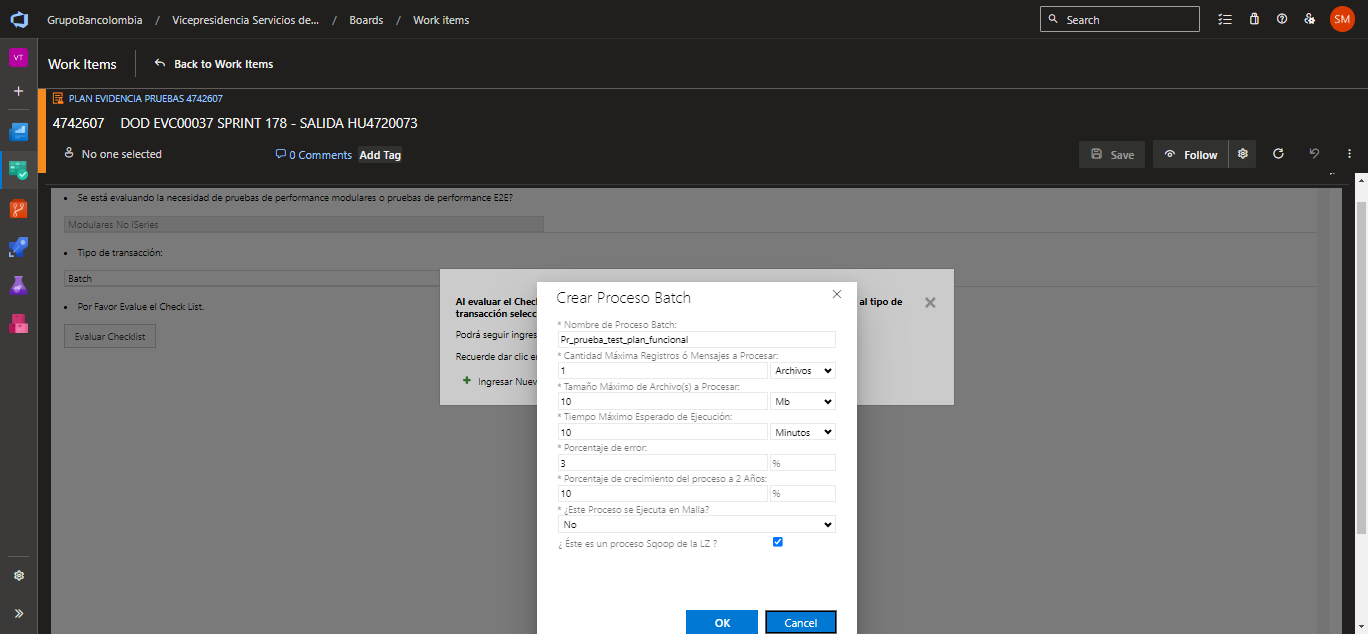 GrupoBancolombia / Vicepresidencia Servicios de... / Boards / Work items
Search
SM
VT
Work Items
Back to Work Items
PLAN EVIDENCIA PRUEBAS 4742607
4742607 DOD EVC00037 SPRINT 178 - SALIDA HU4720073
No one selected
0 Comments
Add Tag
Save
Follow
• Se está evaluando la necesidad de pruebas de performance modulares o pruebas de performance E2E?
Modulares No ISeries
• Tipo de transacción:
Batch
• Por Favor Evalue el Check List.
Evaluar Checklist
Al evaluar el Chec
al tipo de
transacción selecc
Podrá seguir ingres
Recuerde dar clic e
+ Ingresar Nuev
Crear Proceso Batch
* Nombre de Proceso Batch:
Pr_prueba_test_plan_funcional
* Cantidad Máxima Registros ó Mensajes a Procesar:
1 Archivos
* Tamaño Máximo de Archivo(s) a Procesar:
10 Mb
* Tiempo Máximo Esperado de Ejecución:
10 Minutos
* Porcentaje de error:
3 %
* Porcentaje de crecimiento del proceso a 2 Años:
10 %
* ¿Este Proceso se Ejecuta en Malla?
No
¿ Éste es un proceso Sqoop de la LZ ?
OK
Cancel